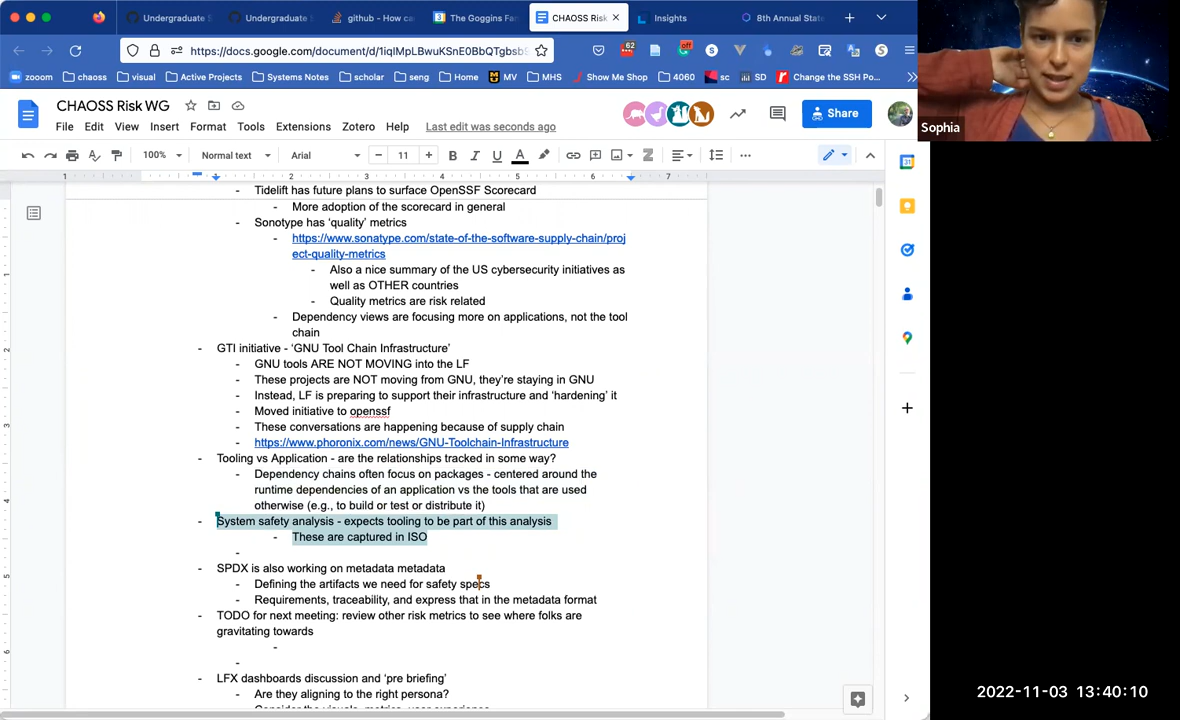 Undergraduate S
Undergraduate S
github - How ca
The Goggins Fa
CHAOSS Risk
Insights
8th Annual State
https://docs.google.com/document/d/1iqlMpLBwuKSnE0BbQTgbsb
62
off
zooom
chaoss
visual
Active Projects
Systems Notes
scholar
seng
Home
MV
MHS
Show Me Shop
4060
sc
SD
Change the SSH Po...
CHAOSS Risk WG
File Edit View Insert Format Tools Extensions Zotero Help Last edit was seconds ago
Share
100% Normal text Arial 11
1 1 2 3 4 5 6 7
- Tidelift has future plans to surface OpenSSF Scorecard
- More adoption of the scorecard in general
- Sonotype has ‘quality’ metrics
- https://www.sonatype.com/state-of-the-software-supply-chain/proj
ect-quality-metrics
- Also a nice summary of the US cybersecurity initiatives as
well as OTHER countries
- Quality metrics are risk related
- Dependency views are focusing more on applications, not the tool
chain
- GTI initiative - ‘GNU Tool Chain Infrastructure’
- GNU tools ARE NOT MOVING into the LF
- These projects are NOT moving from GNU, they’re staying in GNU
- Instead, LF is preparing to support their infrastructure and ‘hardening’ it
- Moved initiative to openssf
- These conversations are happening because of supply chain
- https://www.phoronix.com/news/GNU-Toolchain-Infrastructure
- Tooling vs Application - are the relationships tracked in some way?
- Dependency chains often focus on packages - centered around the
runtime dependencies of an application vs the tools that are used
otherwise (e.g., to build or test or distribute it)
- System safety analysis - expects tooling to be part of this analysis
- These are captured in ISO
-
- SPDX is also working on metadata metadata
- Defining the artifacts we need for safety specs
- Requirements, traceability, and express that in the metadata format
- TODO for next meeting: review other risk metrics to see where folks are
gravitating towards
-
-
- LFX dashboards discussion and ‘pre briefing’
- Are they aligning to the right persona?
Sophia
2022-11-03 13:40:10